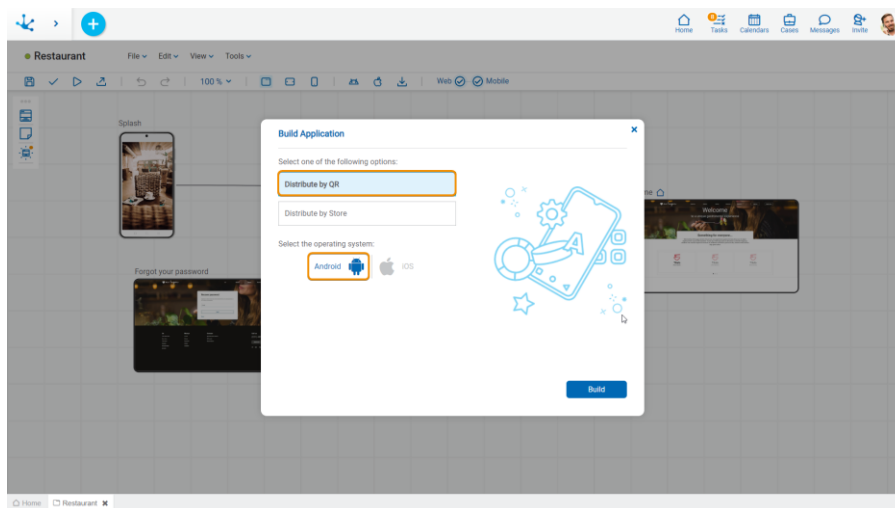 Home
Tasks
Calendars
Cases
Messages
Invite
Restaurant
File
Edit
View
Tools
100 %
Web
Mobile
Splash
Build Application
Select one of the following options:
Distribute by QR
Distribute by Store
Select the operating system:
Android
iOS
Build
me
Welcome
Forgot your password
Home
Restaurant